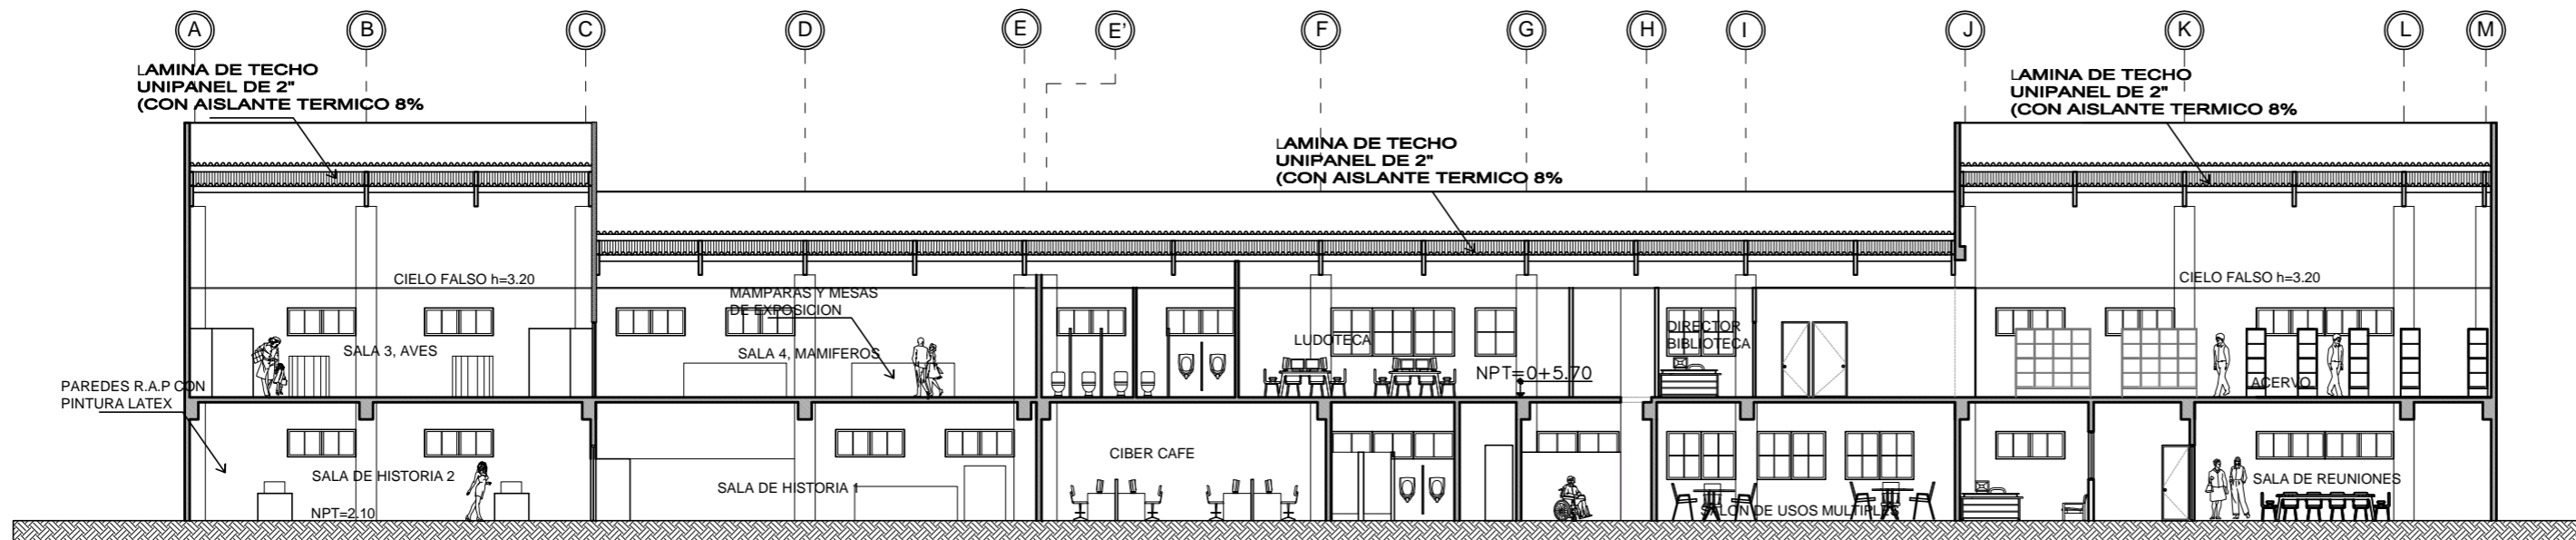 A B C D E E' F G H I J K L M
LAMINA DE TECHO
UNIPANEL DE 2"
(CON AISLANTE TERMICO 8%
LAMINA DE TECHO
UNIPANEL DE 2"
(CON AISLANTE TERMICO 8%
LAMINA DE TECHO
UNIPANEL DE 2"
(CON AISLANTE TERMICO 8%
CIELO FALSO h=3.20
CIELO FALSO h=3.20
MAMPARAS Y MESAS
DE EXPOSICION
SALA 3, AVES
SALA 4, MAMIFEROS
LUDOTECA
DIRECTOR
BIBLIOTECA
NPT=0+5.70
ACERVO
PAREDES R.A.P CON
PINTURA LATEX
SALA DE HISTORIA 2
NPT=2.10
SALA DE HISTORIA 1
CIBER CAFE
SALON DE USOS MULTIPLES
SALA DE REUNIONES